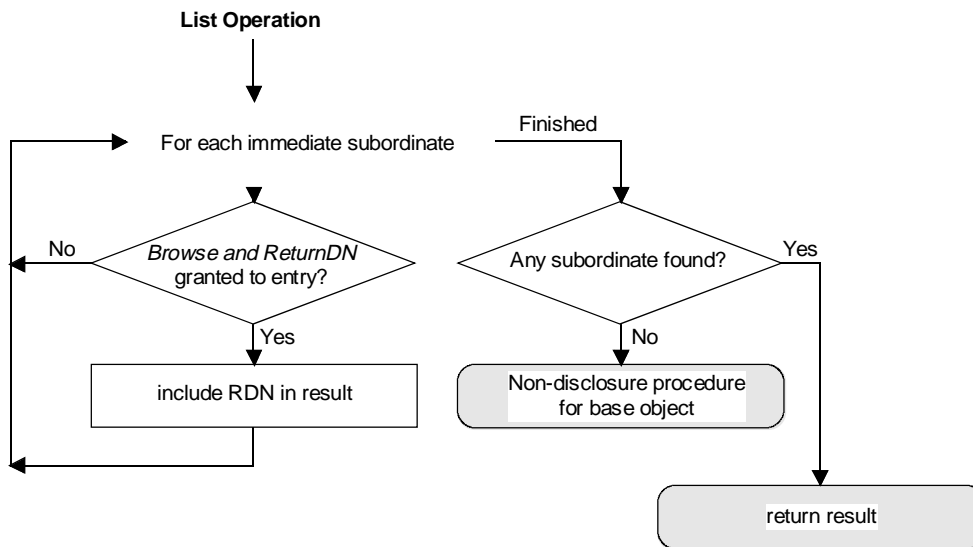 List Operation
Finished
For each immediate subordinate
No
Browse and ReturnDN
granted to entry?
Any subordinate found?
Yes
Yes
No
include RDN in result
Non-disclosure procedure
for base object
return result